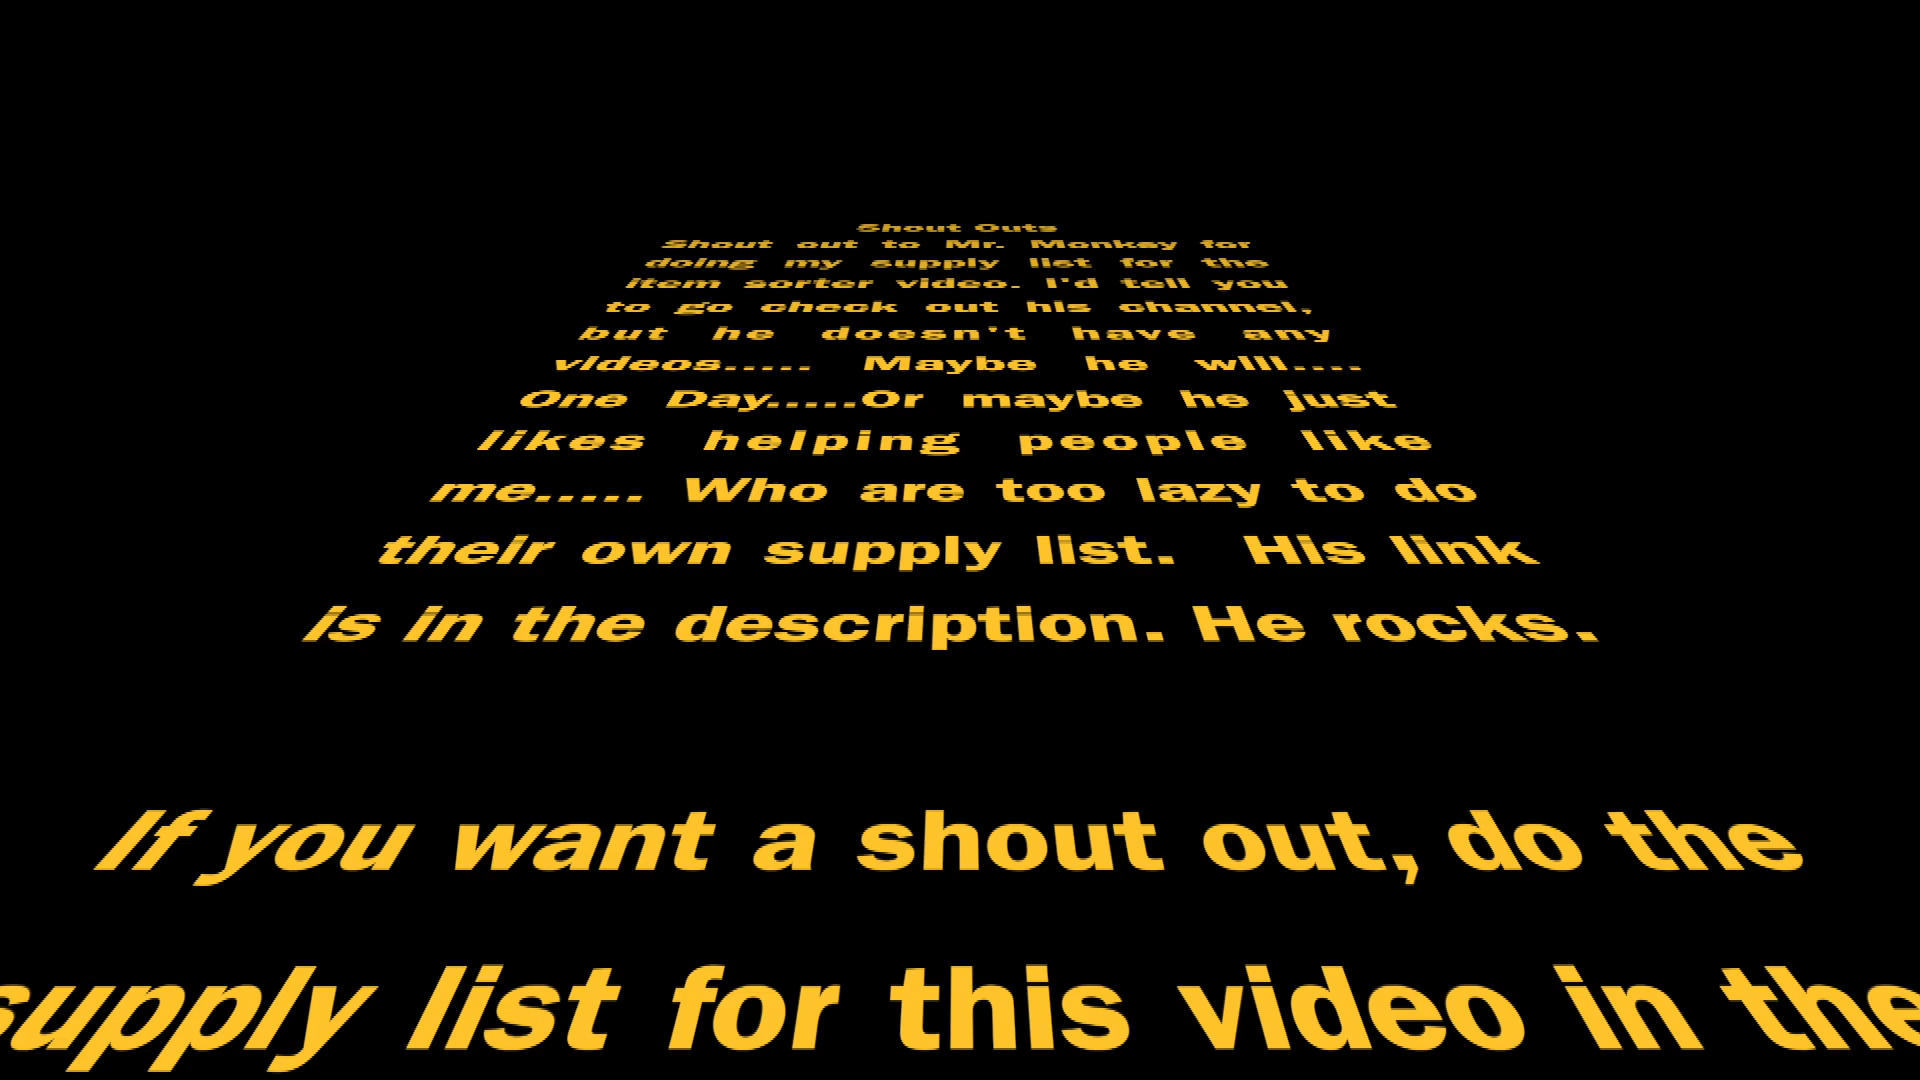 Shout Outs
Shout out to Mr. Monkey for
doing my supply list for the
item sorter video. I'd tell you
to go check out his channel,
but he doesn't have any
videos..... Maybe he will....
One Day.....Or maybe he just
likes helping people like
me..... Who are too lazy to do
their own supply list. His link
is in the description. He rocks.
If you want a shout out, do the
supply list for this video in the